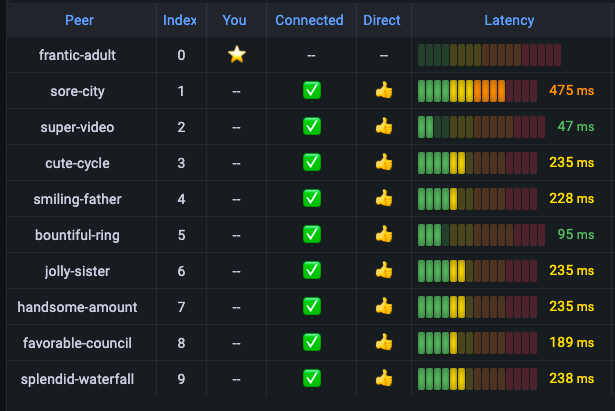 Peer Index You Connected Direct Latency
frantic-adult 0 ⭐ -- --
sore-city 1 -- ✅ 👍 475 ms
super-video 2 -- ✅ 👍 47 ms
cute-cycle 3 -- ✅ 👍 235 ms
smiling-father 4 -- ✅ 👍 228 ms
bountiful-ring 5 -- ✅ 👍 95 ms
jolly-sister 6 -- ✅ 👍 235 ms
handsome-amount 7 -- ✅ 👍 235 ms
favorable-council 8 -- ✅ 👍 189 ms
splendid-waterfall 9 -- ✅ 👍 238 ms